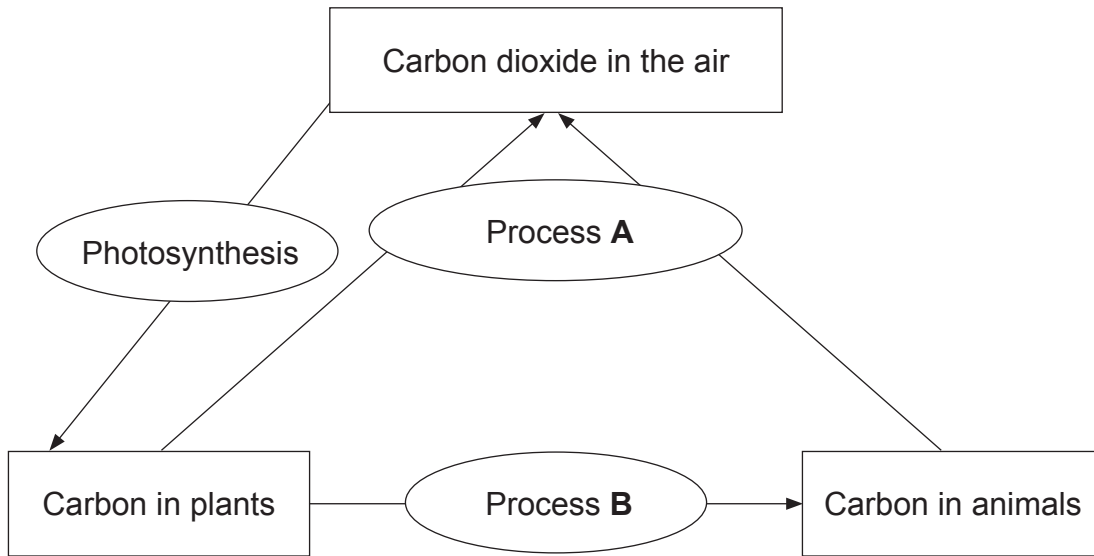 Carbon dioxide in the air
Photosynthesis
Process A
Carbon in plants
Process B
Carbon in animals